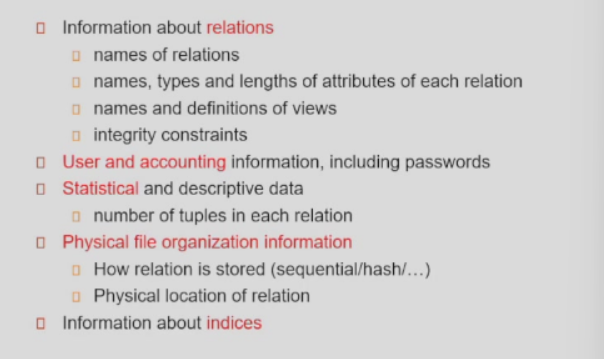 Information about relations
names of relations
names, types and lengths of attributes of each relation
names and definitions of views
integrity constraints
User and accounting information, including passwords
Statistical and descriptive data
number of tuples in each relation
Physical file organization information
How relation is stored (sequential/hash/…)
Physical location of relation
Information about indices